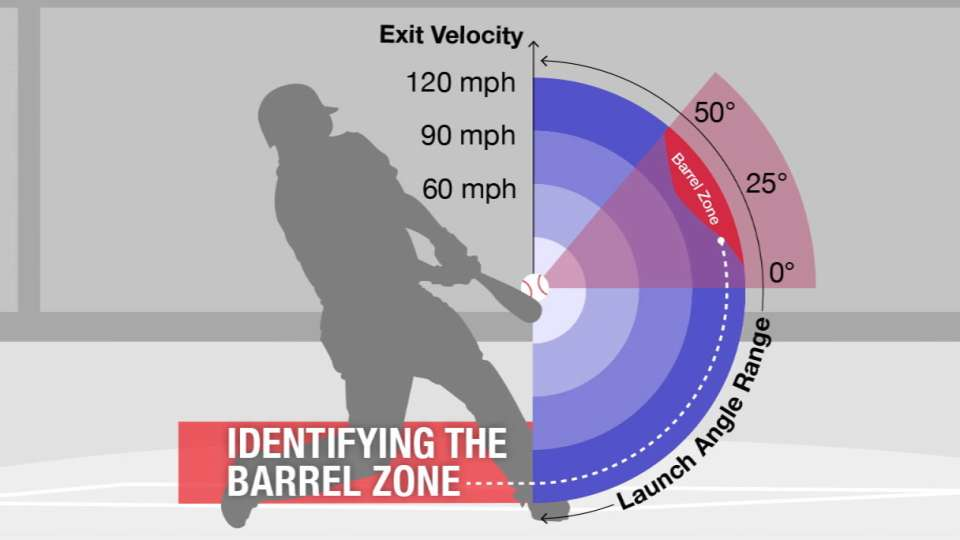 Exit Velocity
120 mph
90 mph
60 mph
50°
25°
0°
Barrel Zone
Launch Angle Range
IDENTIFYING THE
BARREL ZONE